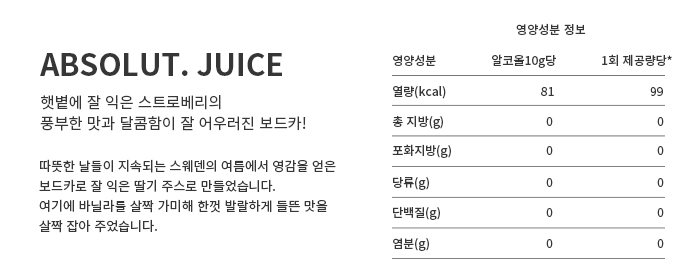 ABSOLUT. JUICE
햇볕에 잘 익은 스트로베리의
풍부한 맛과 달콤함이 잘 어우러진 보드카!
따뜻한 날들이 지속되는 스웨덴의 여름에서 영감을 얻은
보드카로 잘 익은 딸기 주스로 만들었습니다.
여기에 바닐라를 살짝 가미해 한껏 발랄하게 들뜬 맛을
살짝 잡아 주었습니다.
영양성분 정보
영양성분 알코올10g당 1회 제공량당*
열량(kcal) 81 99
총 지방(g) 0 0
포화지방(g) 0 0
당류(g) 0 0
단백질(g) 0 0
염분(g) 0 0